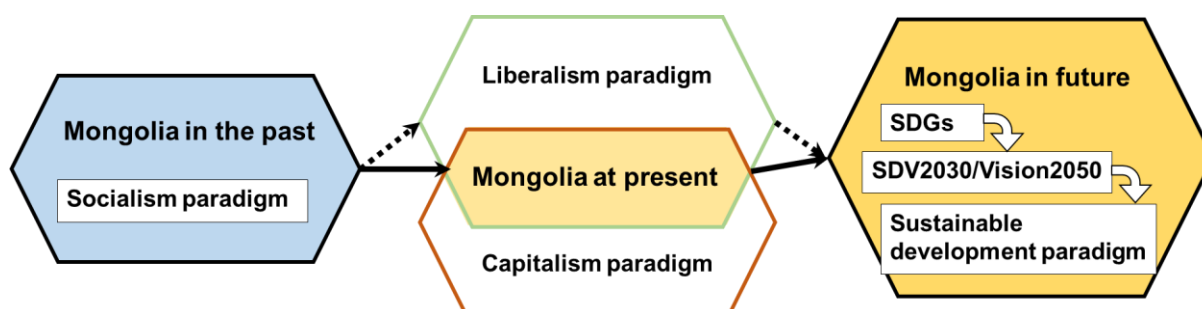 Mongolia in the past
Socialism paradigm
Liberalism paradigm
Mongolia at present
Capitalism paradigm
Mongolia in future
SDGs
SDV2030/Vision2050
Sustainable
development paradigm